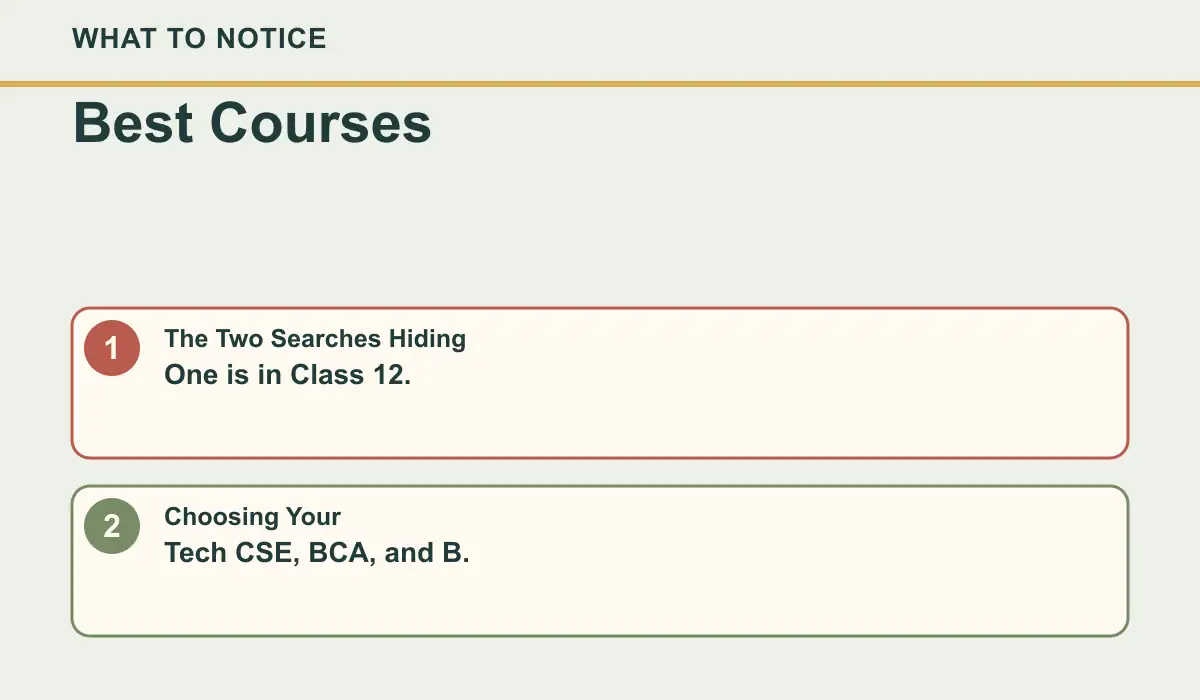 WHAT TO NOTICE
Best Courses
1
The Two Searches Hiding
One is in Class 12.
2
Choosing Your
Tech CSE, BCA, and B.